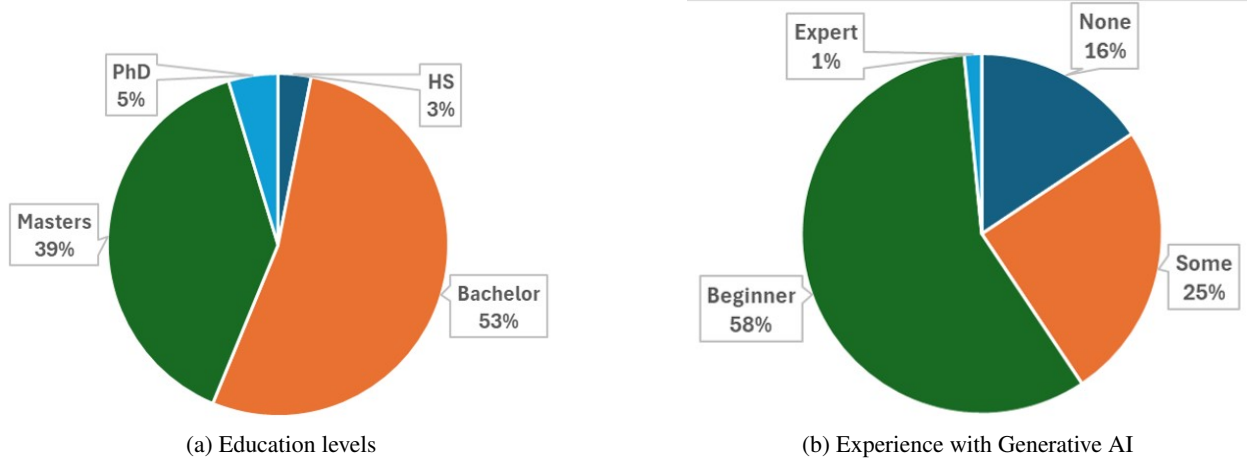 PhD
5%
HS
3%
Masters
39%
Bachelor
53%
(a) Education levels
Expert
1%
None
16%
Some
25%
Beginner
58%
(b) Experience with Generative AI